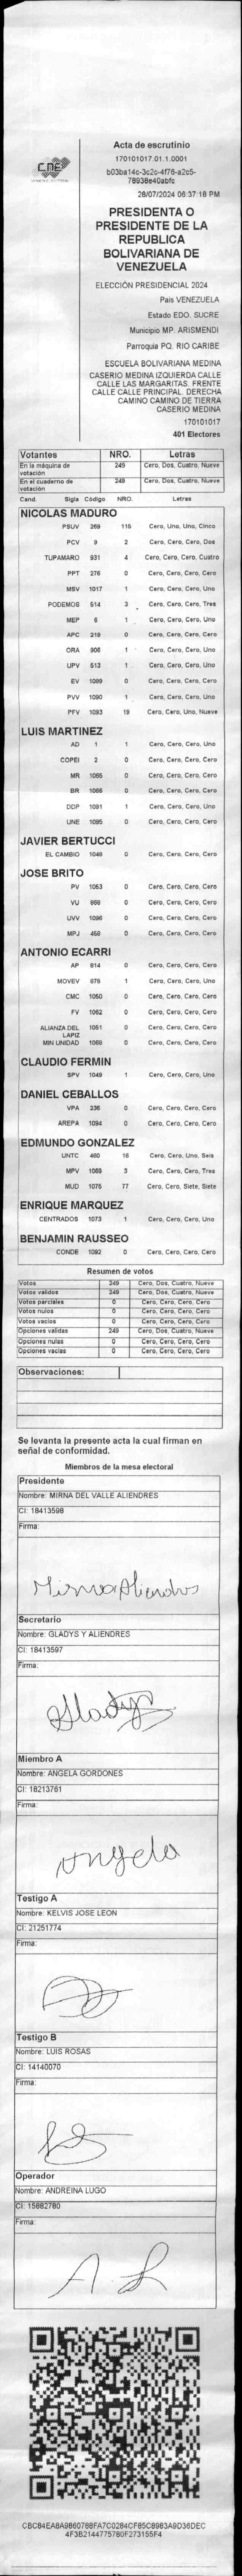 CNE
Acta de escrutinio
170101017.01.1.0001
b03ba14c-3c2c-4f76-a2c5-
78938e40abfc
28/07/2024 06:37:18 PM
PRESIDENTA O
PRESIDENTE DE LA
REPUBLICA
BOLIVARIANA DE
VENEZUELA
ELECCIÓN PRESIDENCIAL 2024
Pais VENEZUELA
Estado EDO. SUCRE
Municipio MP. ARISMENDI
Parroquia PQ. RIO CARIBE
ESCUELA BOLIVARIANA MEDINA
CASERIO MEDINA IZQUIERDA CALLE
CALLE LAS MARGARITAS. FRENTE
CALLE CALLE PRINCIPAL. DERECHA
CAMINO CAMINO DE TIERRA
CASERIO MEDINA
170101017
401 Electores
Votantes NRO. Letras
En la máquina de votación 249 Cero, Dos, Cuatro, Nueve
En el cuaderno de votación 249 Cero, Dos, Cuatro, Nueve
Cand. Sigla Código NRO. Letras
NICOLAS MADURO
PSUV 269 115 Cero, Uno, Uno, Cinco
PCV 9 2 Cero, Cero, Cero, Dos
TUPAMARO 931 4 Cero, Cero, Cero, Cuatro
PPT 276 0 Cero, Cero, Cero, Cero
MSV 1017 1 Cero, Cero, Cero, Uno
PODEMOS 514 3 Cero, Cero, Cero, Tres
MEP 6 1 Cero, Cero, Cero, Uno
APC 219 0 Cero, Cero, Cero, Cero
ORA 906 1 Cero, Cero, Cero, Uno
UPV 513 1 Cero, Cero, Cero, Uno
EV 1089 0 Cero, Cero, Cero, Cero
PVV 1090 1 Cero, Cero, Cero, Uno
PFV 1093 19 Cero, Cero, Uno, Nueve
LUIS MARTINEZ
AD 1 1 Cero, Cero, Cero, Uno
COPEI 2 0 Cero, Cero, Cero, Cero
MR 1055 0 Cero, Cero, Cero, Cero
BR 1066 0 Cero, Cero, Cero, Cero
DDP 1091 1 Cero, Cero, Cero, Uno
UNE 1095 0 Cero, Cero, Cero, Cero
JAVIER BERTUCCI
EL CAMBIO 1048 0 Cero, Cero, Cero, Cero
JOSE BRITO
PV 1053 0 Cero, Cero, Cero, Cero
VU 868 0 Cero, Cero, Cero, Cero
UVV 1096 0 Cero, Cero, Cero, Cero
MPJ 458 0 Cero, Cero, Cero, Cero
ANTONIO ECARRI
AP 614 0 Cero, Cero, Cero, Cero
MOVEV 878 1 Cero, Cero, Cero, Uno
CMC 1050 0 Cero, Cero, Cero, Cero
FV 1062 0 Cero, Cero, Cero, Cero
ALIANZA DEL LAPIZ 1051 0 Cero, Cero, Cero, Cero
MIN UNIDAD 1088 0 Cero, Cero, Cero, Cero
CLAUDIO FERMIN
SPV 1049 1 Cero, Cero, Cero, Uno
DANIEL CEBALLOS
VPA 236 0 Cero, Cero, Cero, Cero
AREPA 1094 0 Cero, Cero, Cero, Cero
EDMUNDO GONZALEZ
UNTC 460 16 Cero, Cero, Uno, Seis
MPV 1069 3 Cero, Cero, Cero, Tres
MUD 1075 77 Cero, Cero, Siete, Siete
ENRIQUE MARQUEZ
CENTRADOS 1073 1 Cero, Cero, Cero, Uno
BENJAMIN RAUSSEO
CONDE 1092 0 Cero, Cero, Cero, Cero
Resumen de votos
Votos 249 Cero, Dos, Cuatro, Nueve
Votos validos 249 Cero, Dos, Cuatro, Nueve
Votos parciales 0 Cero, Cero, Cero, Cero
Votos nulos 0 Cero, Cero, Cero, Cero
Votos vacios 0 Cero, Cero, Cero, Cero
Opciones validas 249 Cero, Dos, Cuatro, Nueve
Opciones nulas 0 Cero, Cero, Cero, Cero
Opciones vacias 0 Cero, Cero, Cero, Cero
Observaciones:
Se levanta la presente acta la cual firman en
señal de conformidad.
Miembros de la mesa electoral
Presidente
Nombre: MIRNA DEL VALLE ALIENDRES
CI: 18413598
Firma:
Mirna Aliendres
Secretario
Nombre: GLADYS Y ALIENDRES
CI: 18413597
Firma:
Gladys
Miembro A
Nombre: ANGELA GORDONES
CI: 18213761
Firma:
Angela
Testigo A
Nombre: KELVIS JOSE LEON
CI: 21251774
Firma:
Testigo B
Nombre: LUIS ROSAS
CI: 14140070
Firma:
Operador
Nombre: ANDREINA LUGO
CI: 15882780
Firma:
A. L
CBC84EA8A9860788FA7C0284CF85C8983A9D36DEC
4F3B2144775780F273155F4